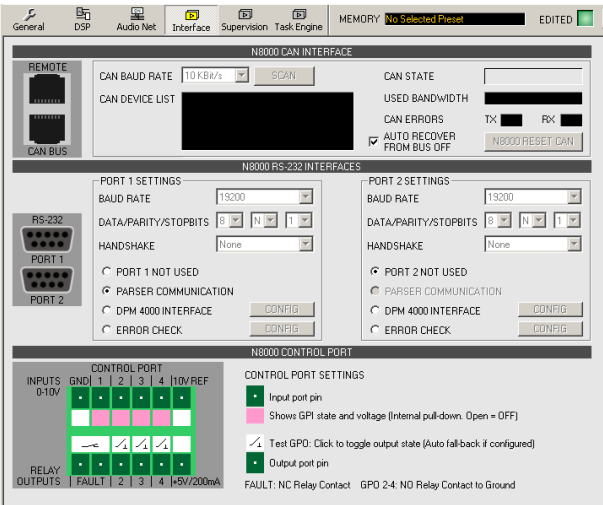 General
DSP
Audio Net
Interface
Supervision
Task Engine
MEMORY
No Selected Preset
EDITED
N8000 CAN INTERFACE
REMOTE
CAN BUS
CAN BAUD RATE
10 KBit/s
SCAN
CAN DEVICE LIST
CAN STATE
USED BANDWIDTH
CAN ERRORS
TX
RX
AUTO RECOVER
FROM BUS OFF
N8000 RESET CAN
N8000 RS-232 INTERFACES
RS-232
PORT 1
PORT 2
PORT 1 SETTINGS
BAUD RATE
19200
DATA/PARITY/STOPBITS
8
N
1
HANDSHAKE
None
PORT 1 NOT USED
PARSER COMMUNICATION
DPM 4000 INTERFACE
CONFIG
ERROR CHECK
CONFIG
PORT 2 SETTINGS
BAUD RATE
19200
DATA/PARITY/STOPBITS
8
N
1
HANDSHAKE
None
PORT 2 NOT USED
PARSER COMMUNICATION
DPM 4000 INTERFACE
CONFIG
ERROR CHECK
CONFIG
N8000 CONTROL PORT
CONTROL PORT
INPUTS
0-10V
GND 1 2 3 4 10V REF
RELAY
OUTPUTS
FAULT 2 3 4 +5V/200mA
CONTROL PORT SETTINGS
Input port pin
Shows GPI state and voltage (Internal pull-down. Open = OFF)
Test GPO: Click to toggle output state (Auto fall-back if configured)
Output port pin
FAULT: NC Relay Contact GPO 2-4: NO Relay Contact to Ground